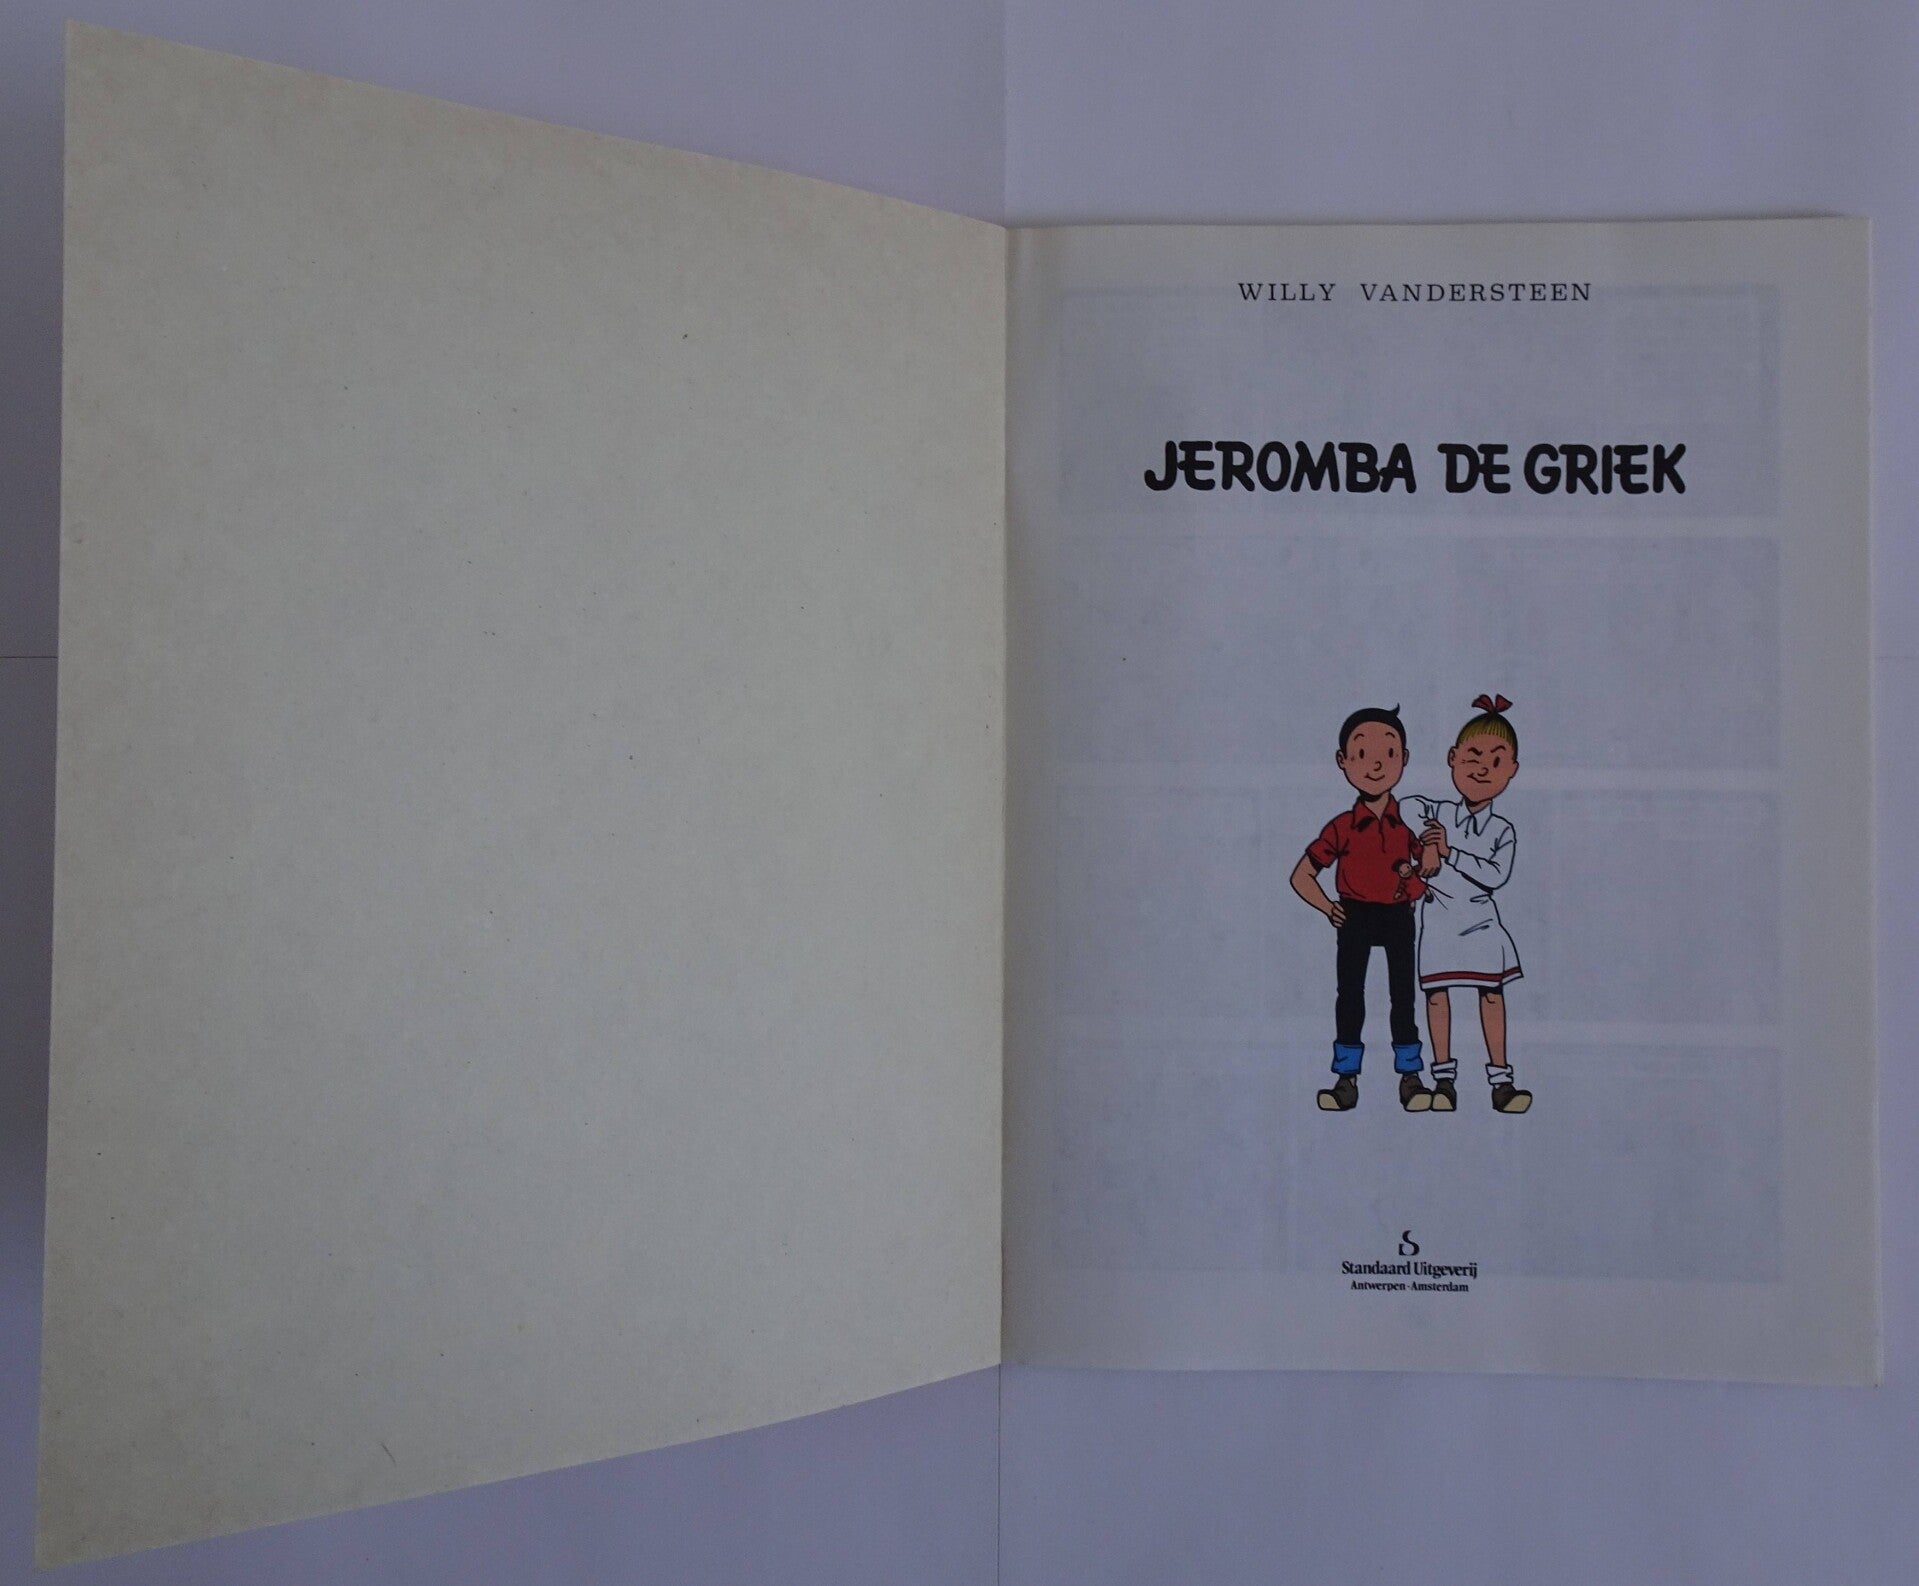 WILLY VANDERSTEEN
JEROMBA DE GRIEK
Standaard Uitgeverij
Antwerpen-Amsterdam